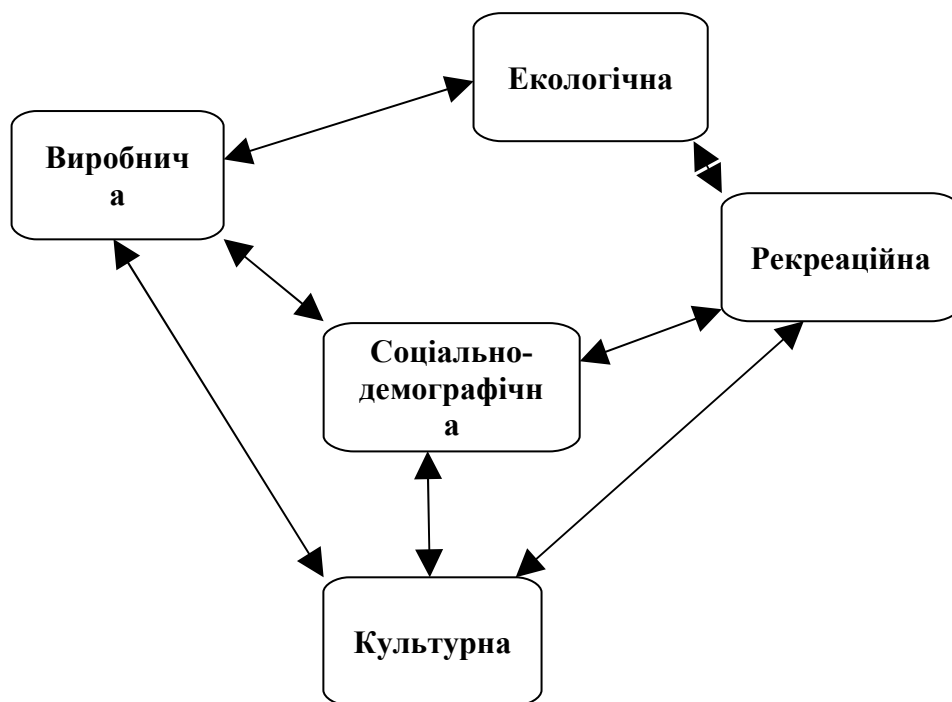 Екологічна
Виробнич
а
Рекреаційна
Соціально-
демографічн
а
Культурна